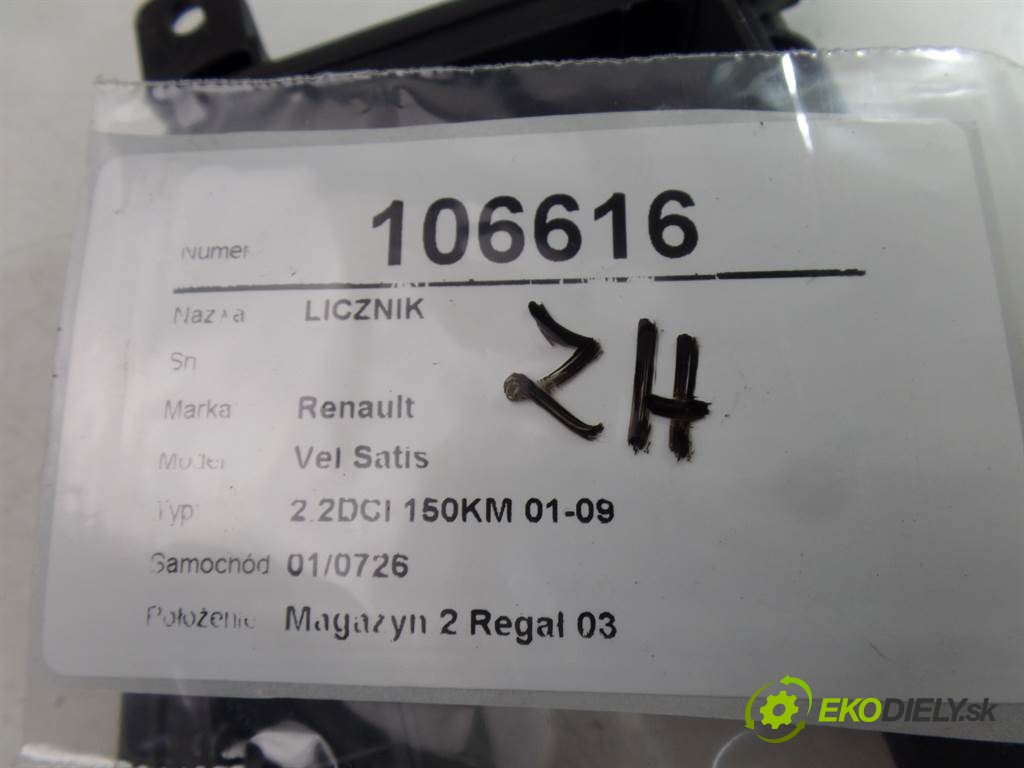 Numer 106616
Nazwa LICZNIK
Sn
Marka Renault
Model Vel Satis
Typ: 2.2DCI 150KM 01-09
Samochód 01/0726
Położenie Magazyn 2 Regał 03
ZH
EKODIELY.sk